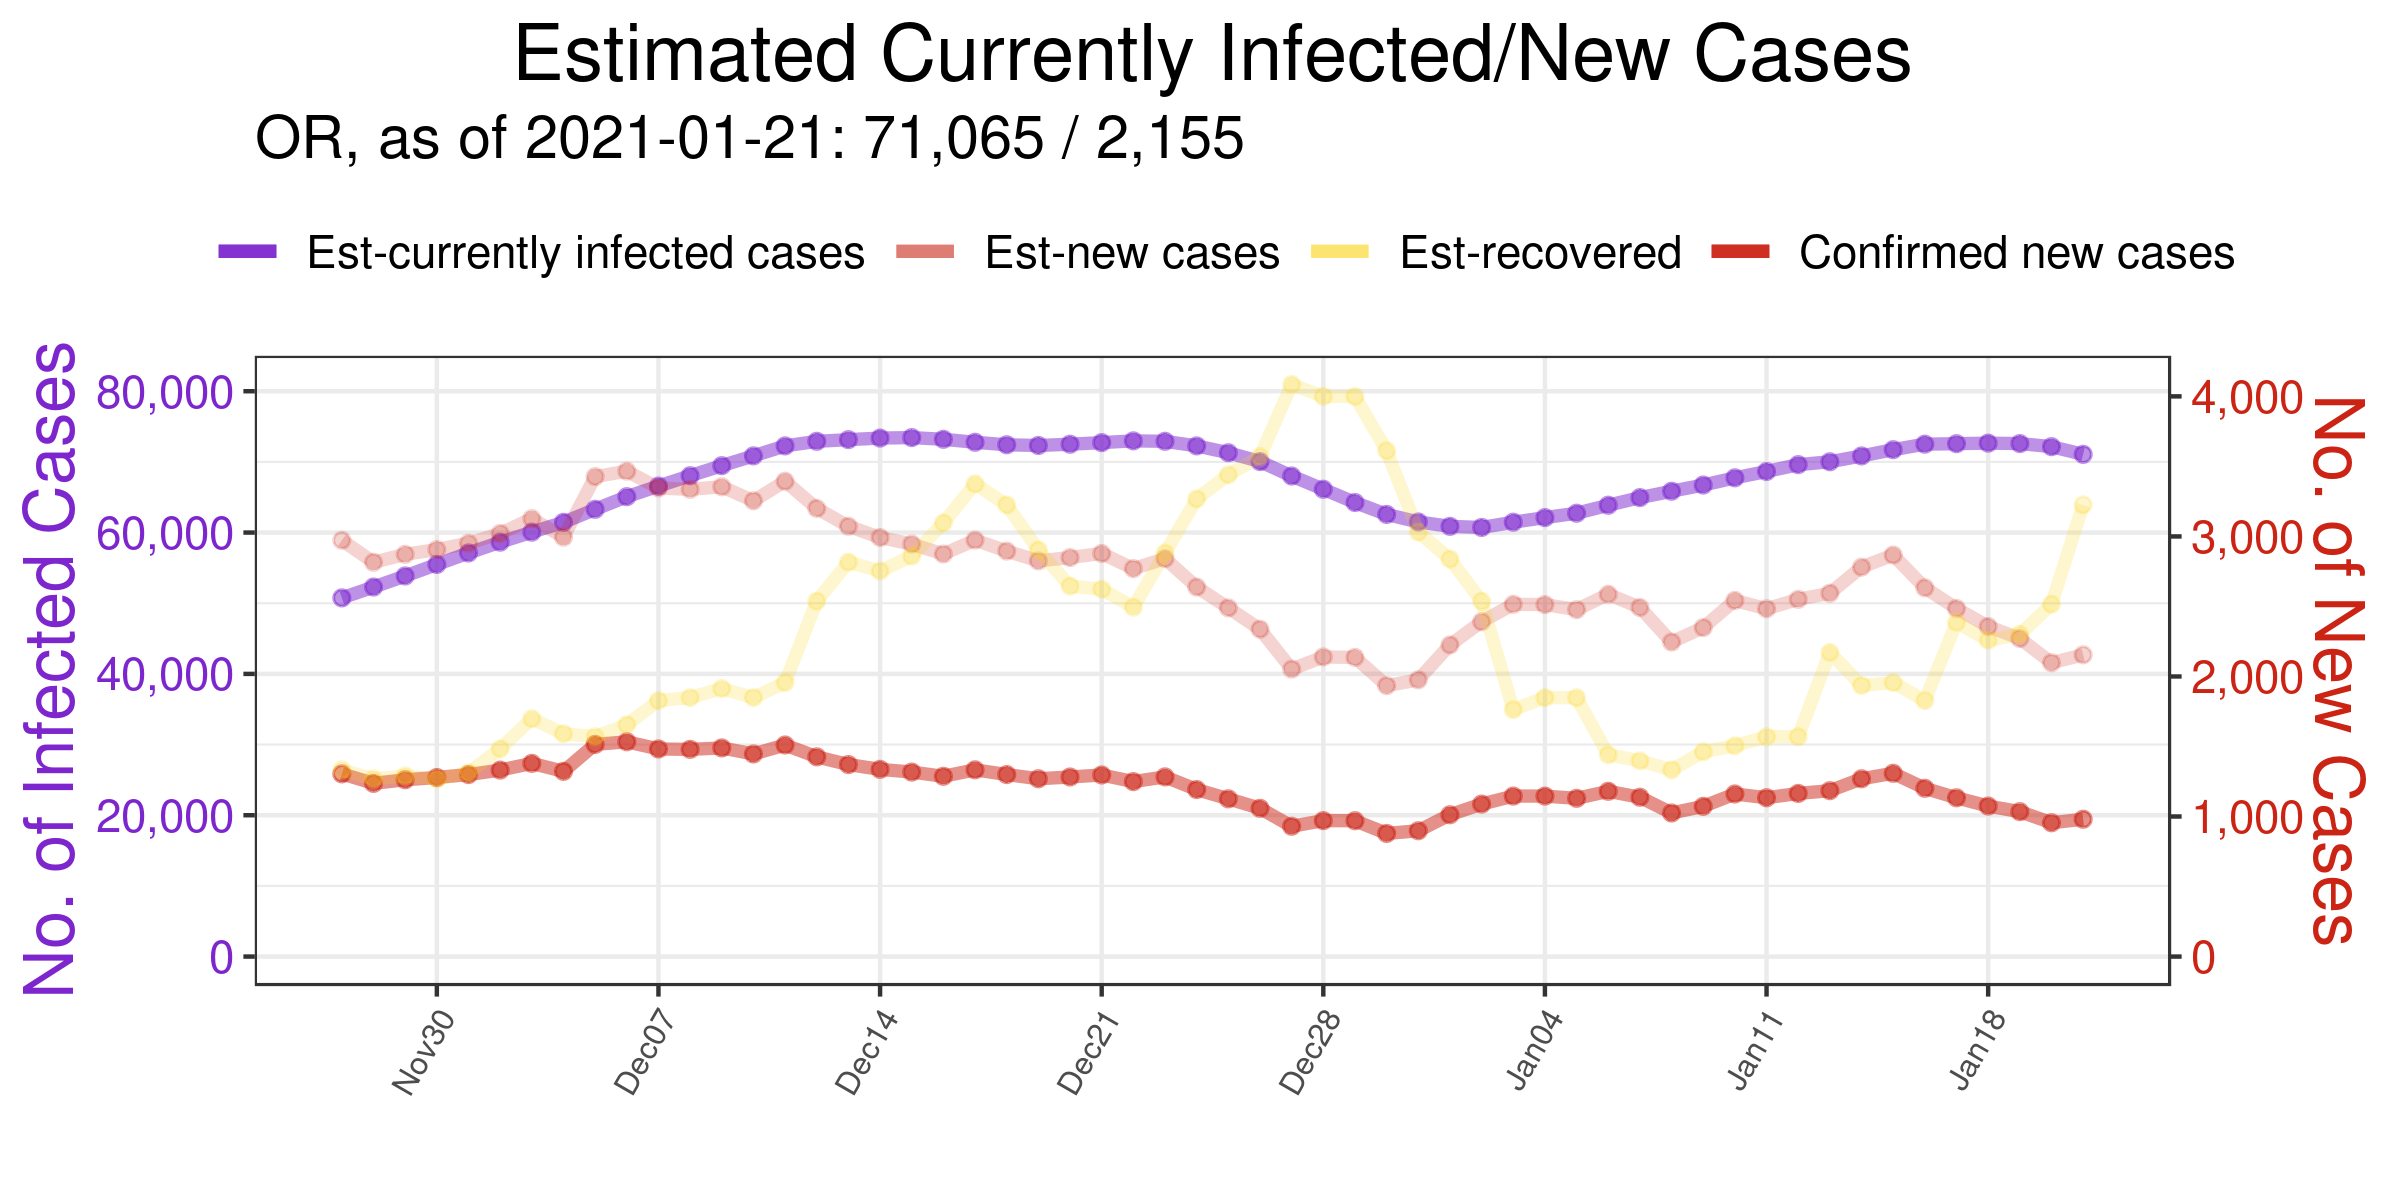 Estimated Currently Infected/New Cases
OR, as of 2021-01-21: 71,065 / 2,155
Est-currently infected cases Est-new cases Est-recovered Confirmed new cases
No. of Infected Cases
80,000
60,000
40,000
20,000
0
4,000
3,000
2,000
1,000
0
No. of New Cases
Nov30 Dec07 Dec14 Dec21 Dec28 Jan04 Jan11 Jan18